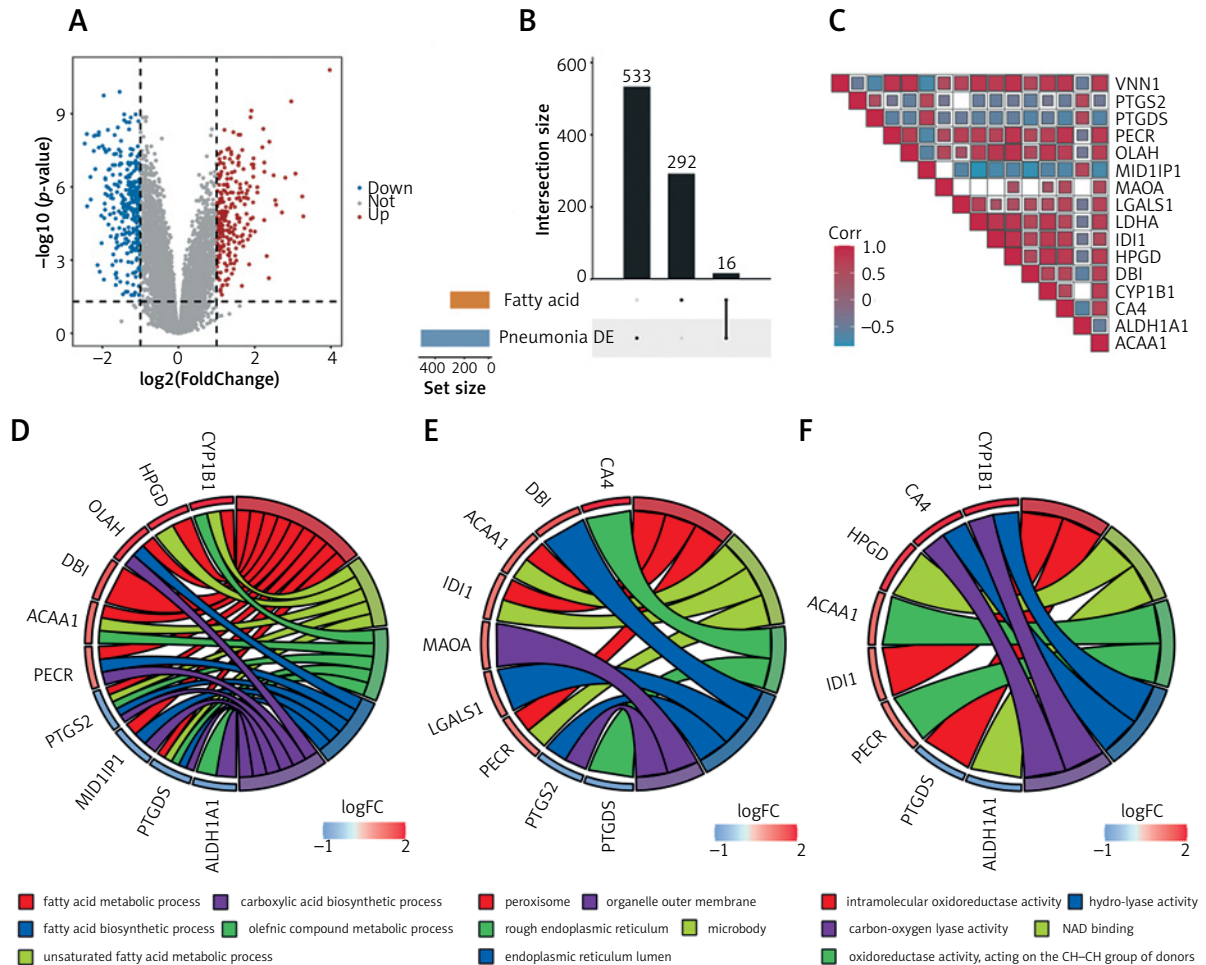 A
B
C
9
6
3
0
−log10 (p-value)
−2
0
2
4
log2(FoldChange)
Down
Not
Up
600
400
200
0
Intersection size
533
292
16
Fatty acid
Pneumonia DE
400 200 0
Set size
VNN1
PTGS2
PTGDS
PECR
OLAH
MID1IP1
MAOA
LGALS1
LDHA
IDI1
HPGD
DBI
CYP1B1
CA4
ALDH1A1
ACAA1
Corr
1.0
0.5
0
−0.5
D
CYP1B1
HPGD
OLAH
DBI
ACAA1
PECR
PTGS2
MID1IP1
PTGDS
ALDH1A1
logFC
−1 2
E
CA4
DBI
ACAA1
IDI1
MAOA
LGALS1
PECR
PTGS2
PTGDS
logFC
−1 2
F
CYP1B1
CA4
HPGD
ACAA1
IDI1
PECR
PTGDS
ALDH1A1
logFC
−1 2
fatty acid metabolic process carboxylic acid biosynthetic process
fatty acid biosynthetic process olefnic compound metabolic process
unsaturated fatty acid metabolic process
peroxisome organelle outer membrane
rough endoplasmic reticulum microbody
endoplasmic reticulum lumen
intramolecular oxidoreductase activity hydro-lyase activity
carbon-oxygen lyase activity NAD binding
oxidoreductase activity, acting on the CH–CH group of donors